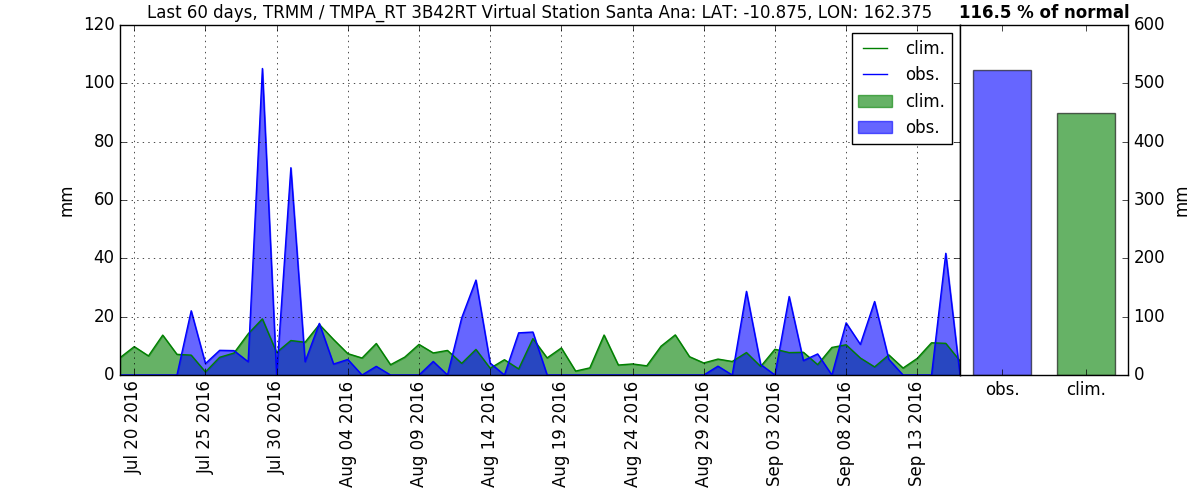 Last 60 days, TRMM / TMPA_RT 3B42RT Virtual Station Santa Ana: LAT: -10.875, LON: 162.375
116.5 % of normal
120
100
80
60
40
20
0
mm
clim.
obs.
clim.
obs.
600
500
400
300
200
100
0
mm
obs.
clim.
Jul 20 2016
Jul 25 2016
Jul 30 2016
Aug 04 2016
Aug 09 2016
Aug 14 2016
Aug 19 2016
Aug 24 2016
Aug 29 2016
Sep 03 2016
Sep 08 2016
Sep 13 2016